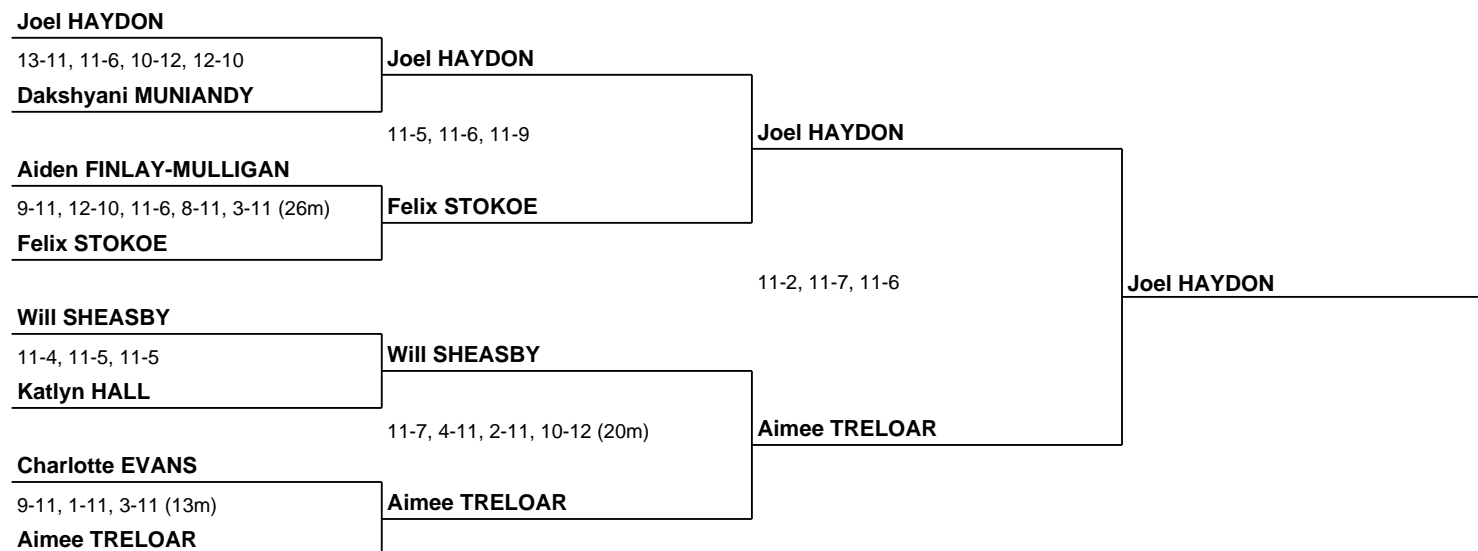 Joel HAYDON
13-11, 11-6, 10-12, 12-10
Dakshyani MUNIANDY
Joel HAYDON
11-5, 11-6, 11-9
Joel HAYDON
Aiden FINLAY-MULLIGAN
9-11, 12-10, 11-6, 8-11, 3-11 (26m)
Felix STOKOE
Felix STOKOE
11-2, 11-7, 11-6
Joel HAYDON
Will SHEASBY
11-4, 11-5, 11-5
Katlyn HALL
Will SHEASBY
11-7, 4-11, 2-11, 10-12 (20m)
Aimee TRELOAR
Charlotte EVANS
9-11, 1-11, 3-11 (13m)
Aimee TRELOAR
Aimee TRELOAR